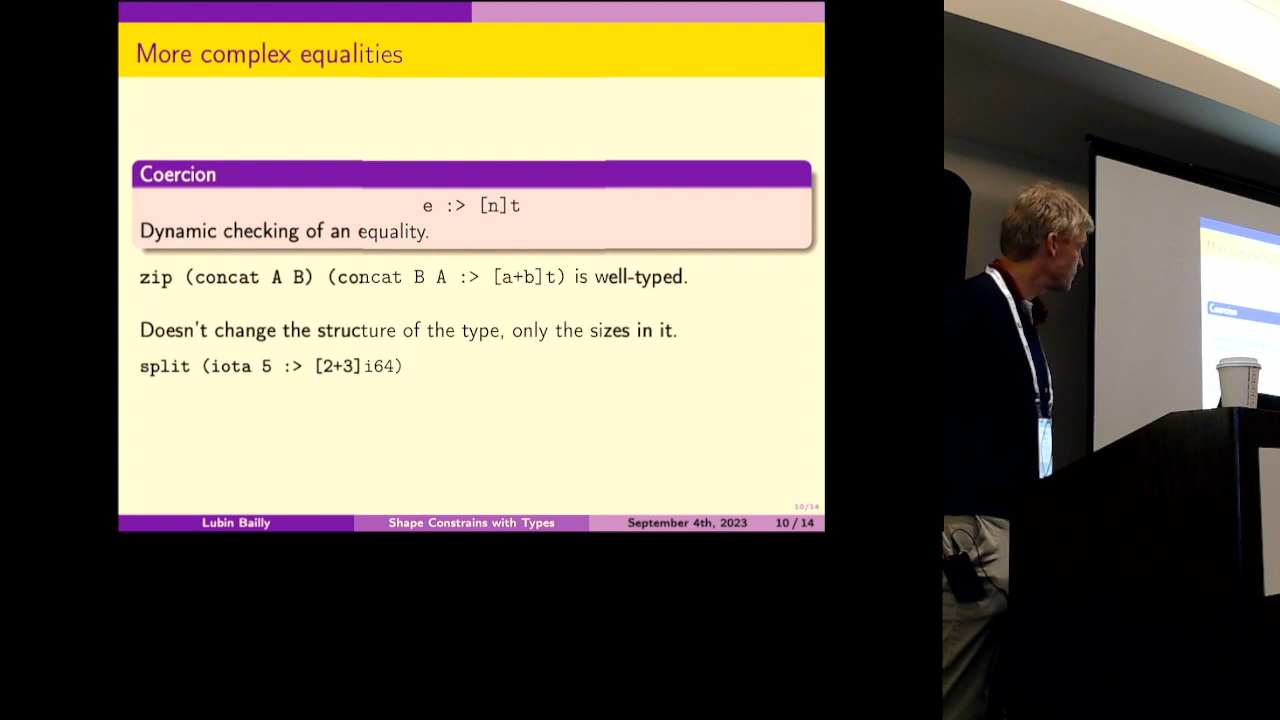 More complex equalities
Coercion
e :> [n]t
Dynamic checking of an equality.
zip (concat A B) (concat B A :> [a+b]t) is well-typed.
Doesn't change the structure of the type, only the sizes in it.
split (iota 5 :> [2+3]i64)
10/14
Lubin Bailly Shape Constrains with Types September 4th, 2023 10 / 14
Coercion